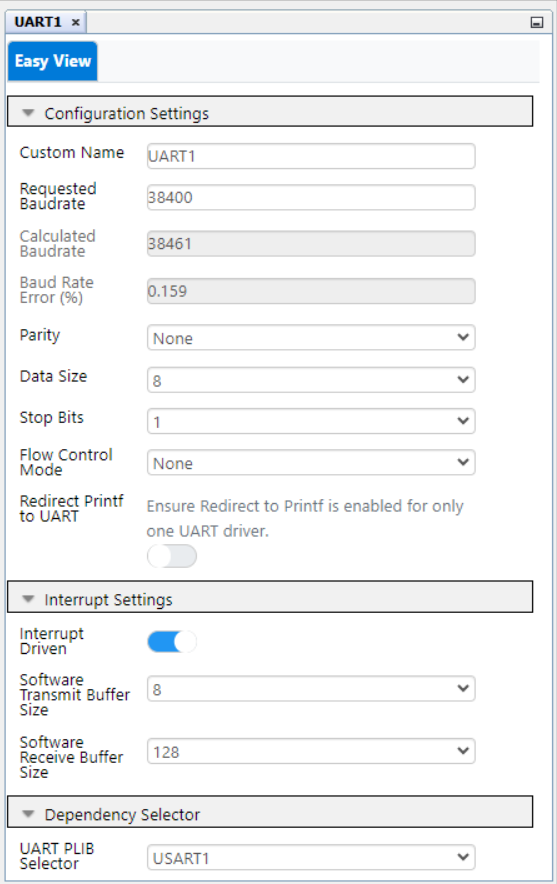 UART1 ×
Easy View
Configuration Settings
Custom Name
UART1
Requested
Baudrate
38400
Calculated
Baudrate
38461
Baud Rate
Error (%)
0.159
Parity
None
Data Size
8
Stop Bits
1
Flow Control
Mode
None
Redirect Printf
to UART
Ensure Redirect to Printf is enabled for only
one UART driver.
Interrupt Settings
Interrupt
Driven
Software
Transmit Buffer
Size
8
Software
Receive Buffer
Size
128
Dependency Selector
UART PLIB
Selector
USART1